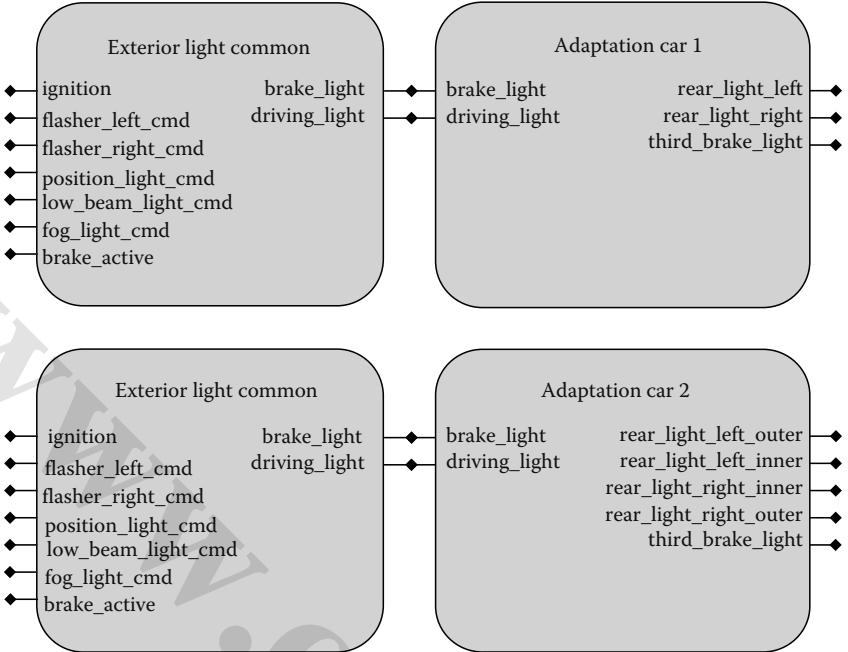 Exterior light common
ignition
flasher_left_cmd
flasher_right_cmd
position_light_cmd
low_beam_light_cmd
fog_light_cmd
brake_active
brake_light
driving_light
Adaptation car 1
brake_light
driving_light
rear_light_left
rear_light_right
third_brake_light
Exterior light common
ignition
flasher_left_cmd
flasher_right_cmd
position_light_cmd
low_beam_light_cmd
fog_light_cmd
brake_active
brake_light
driving_light
Adaptation car 2
brake_light
driving_light
rear_light_left_outer
rear_light_left_inner
rear_light_right_inner
rear_light_right_outer
third_brake_light